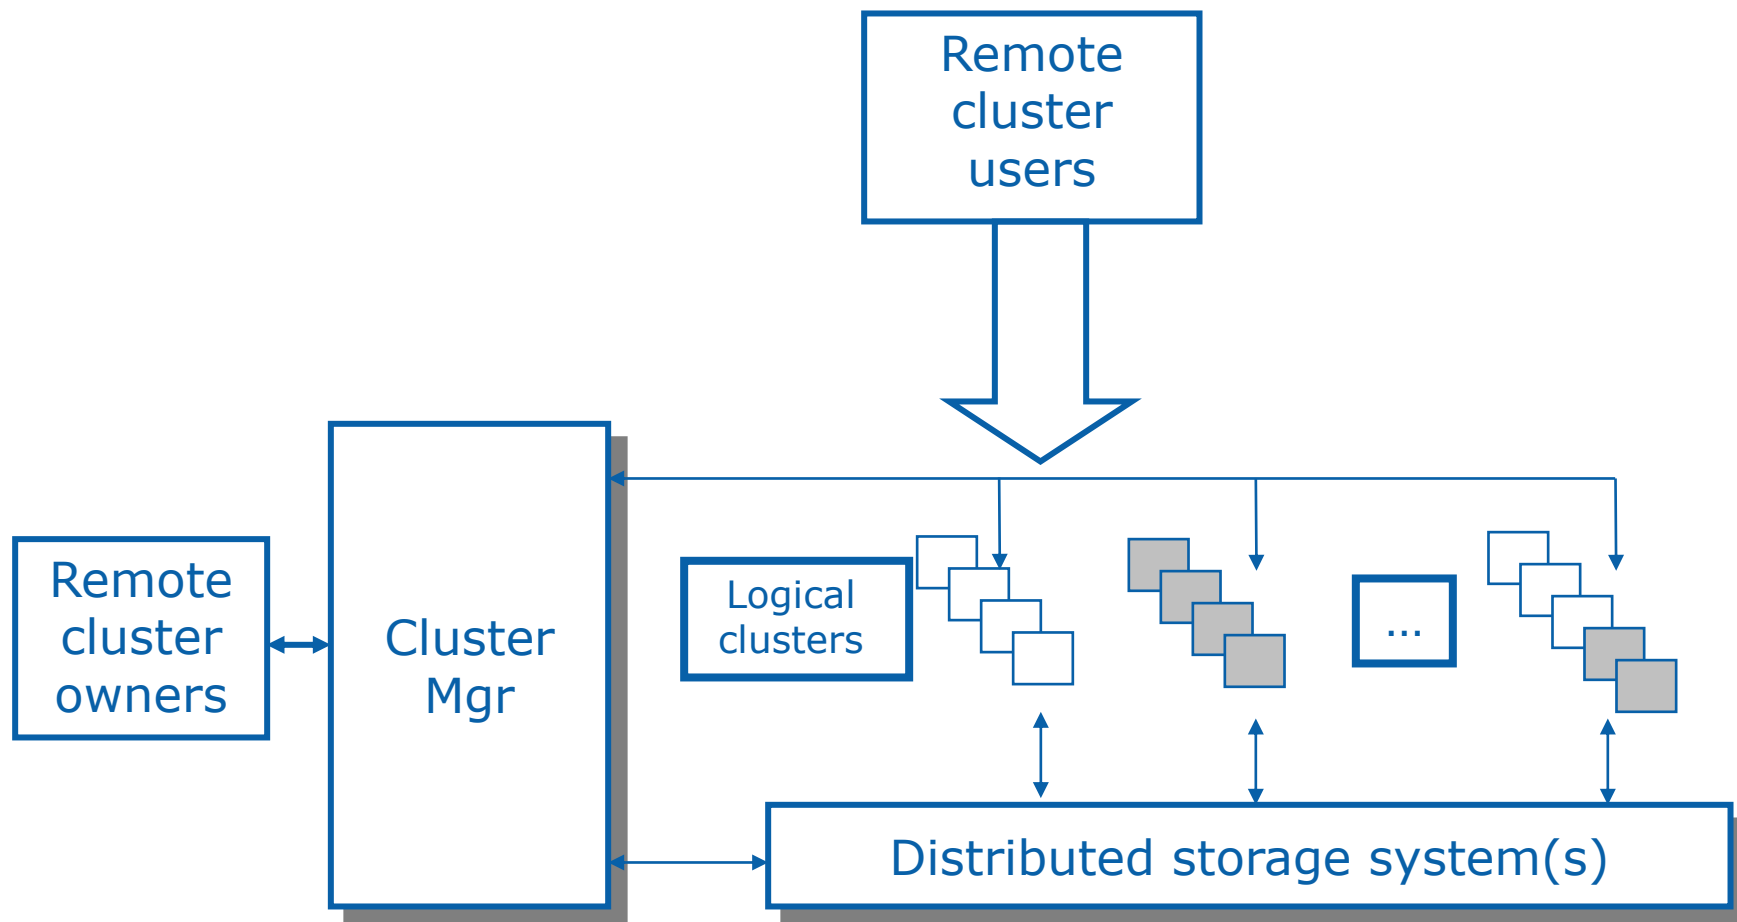 Remote
cluster
users
Remote
cluster
owners
Cluster
Mgr
Logical
clusters
...
Distributed storage system(s)